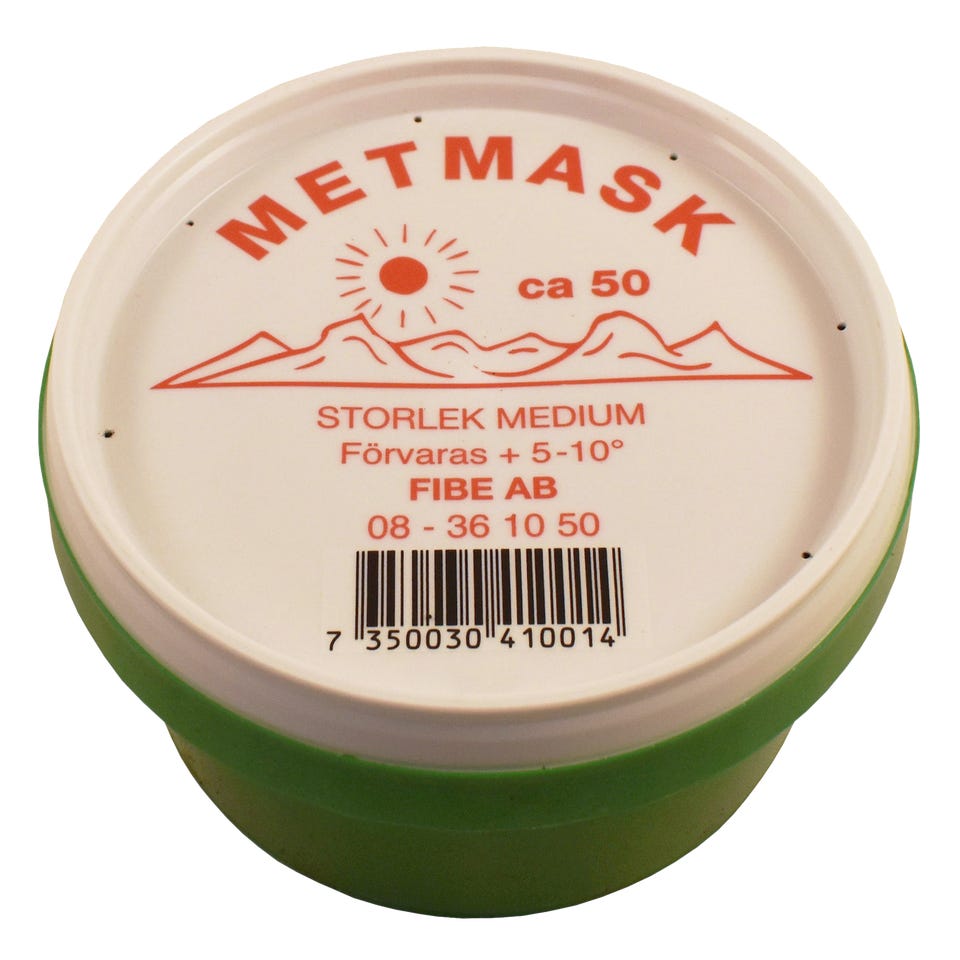 METMASK
ca 50
STORLEK MEDIUM
Förvaras + 5-10°
FIBE AB
08 - 36 10 50
7 350030 410014